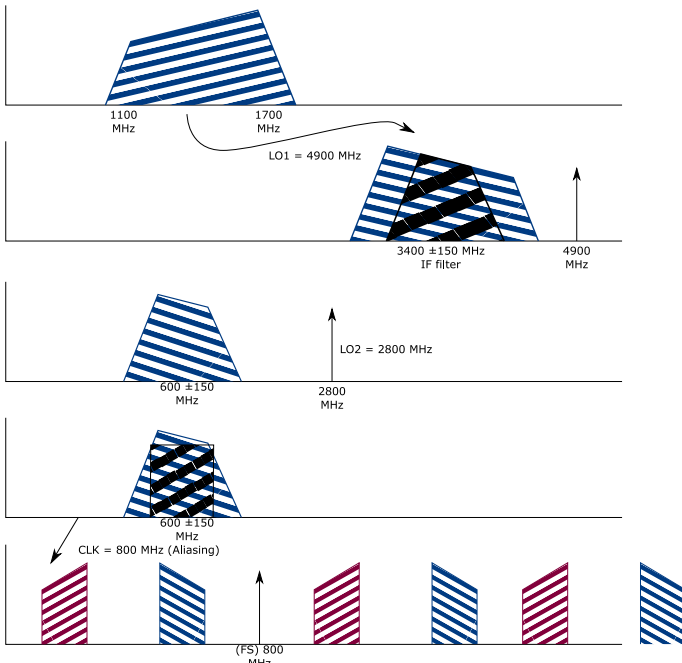 1100
MHz
1700
MHz
LO1 = 4900 MHz
3400 ±150 MHz
IF filter
4900
MHz
LO2 = 2800 MHz
600 ±150
MHz
2800
MHz
600 ±150
MHz
CLK = 800 MHz (Aliasing)
(FS) 800
MHz